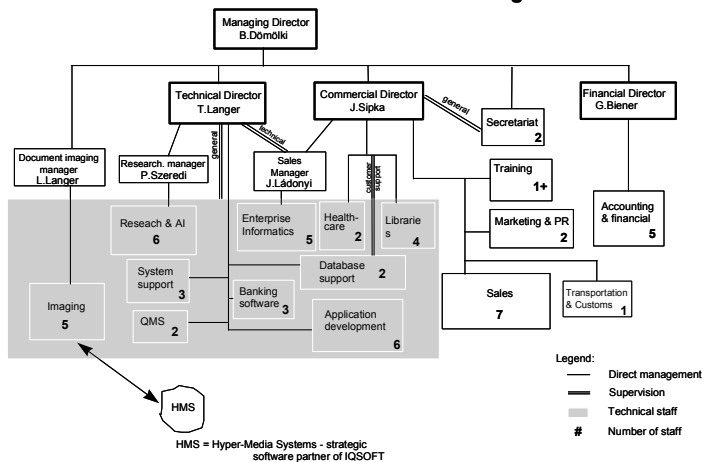 Managing Director
B.Dömölki
Technical Director
T.Langer
Commercial Director
J.Sipka
Financial Director
G.Biener
general
technical
general
customer
support
Secretariat
2
Document imaging
manager
L.Langer
Research. manager
P.Szeredi
Sales
Manager
J.Ládonyi
Training
1+
Accounting
& financial
5
Marketing & PR
2
Reseach & AI
6
Enterprise
Informatics
5
Health-
care
2
Librarie
s
4
System
support
3
Database
support
2
Imaging
5
Banking
software
3
QMS
2
Application
development
6
Sales
7
Transportation
& Customs
1
HMS
HMS = Hyper-Media Systems - strategic
software partner of IQSOFT
Legend:
Direct management
Supervision
Technical staff
# Number of staff